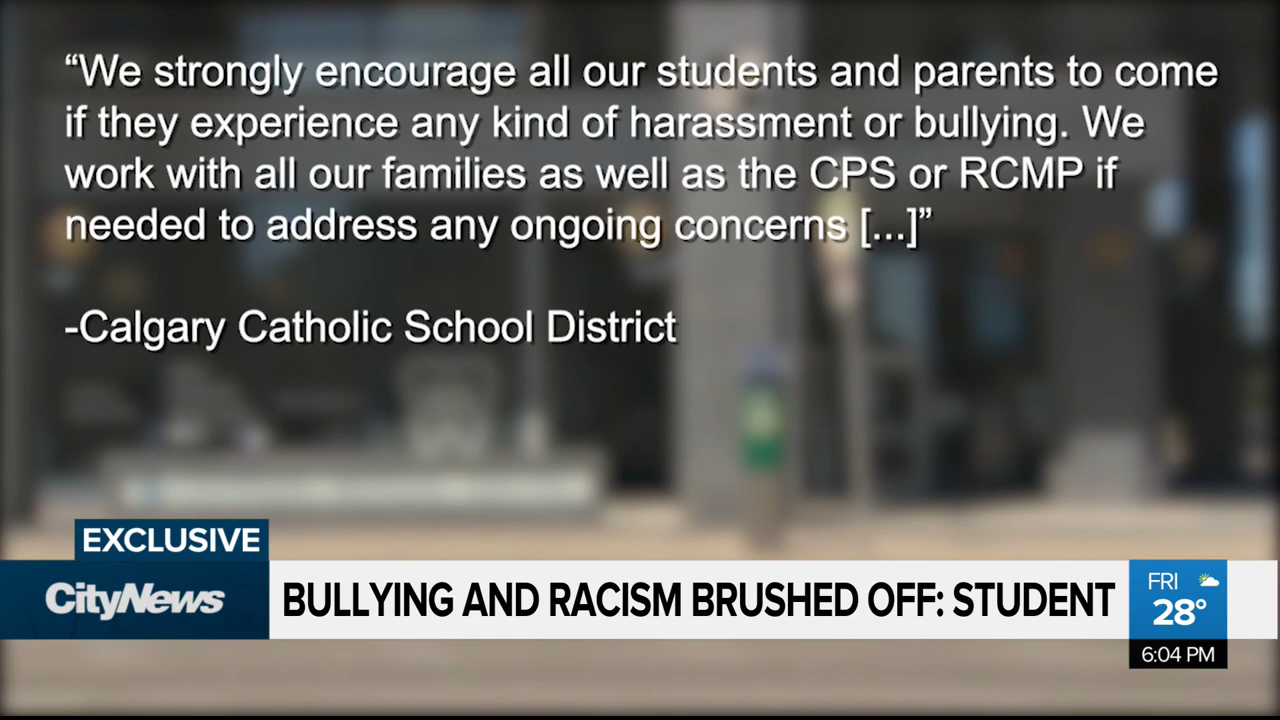 “We strongly encourage all our students and parents to come
if they experience any kind of harassment or bullying. We
work with all our families as well as the CPS or RCMP if
needed to address any ongoing concerns [...]”
-Calgary Catholic School District
EXCLUSIVE
CityNews
BULLYING AND RACISM BRUSHED OFF: STUDENT
FRI
28°
6:04 PM